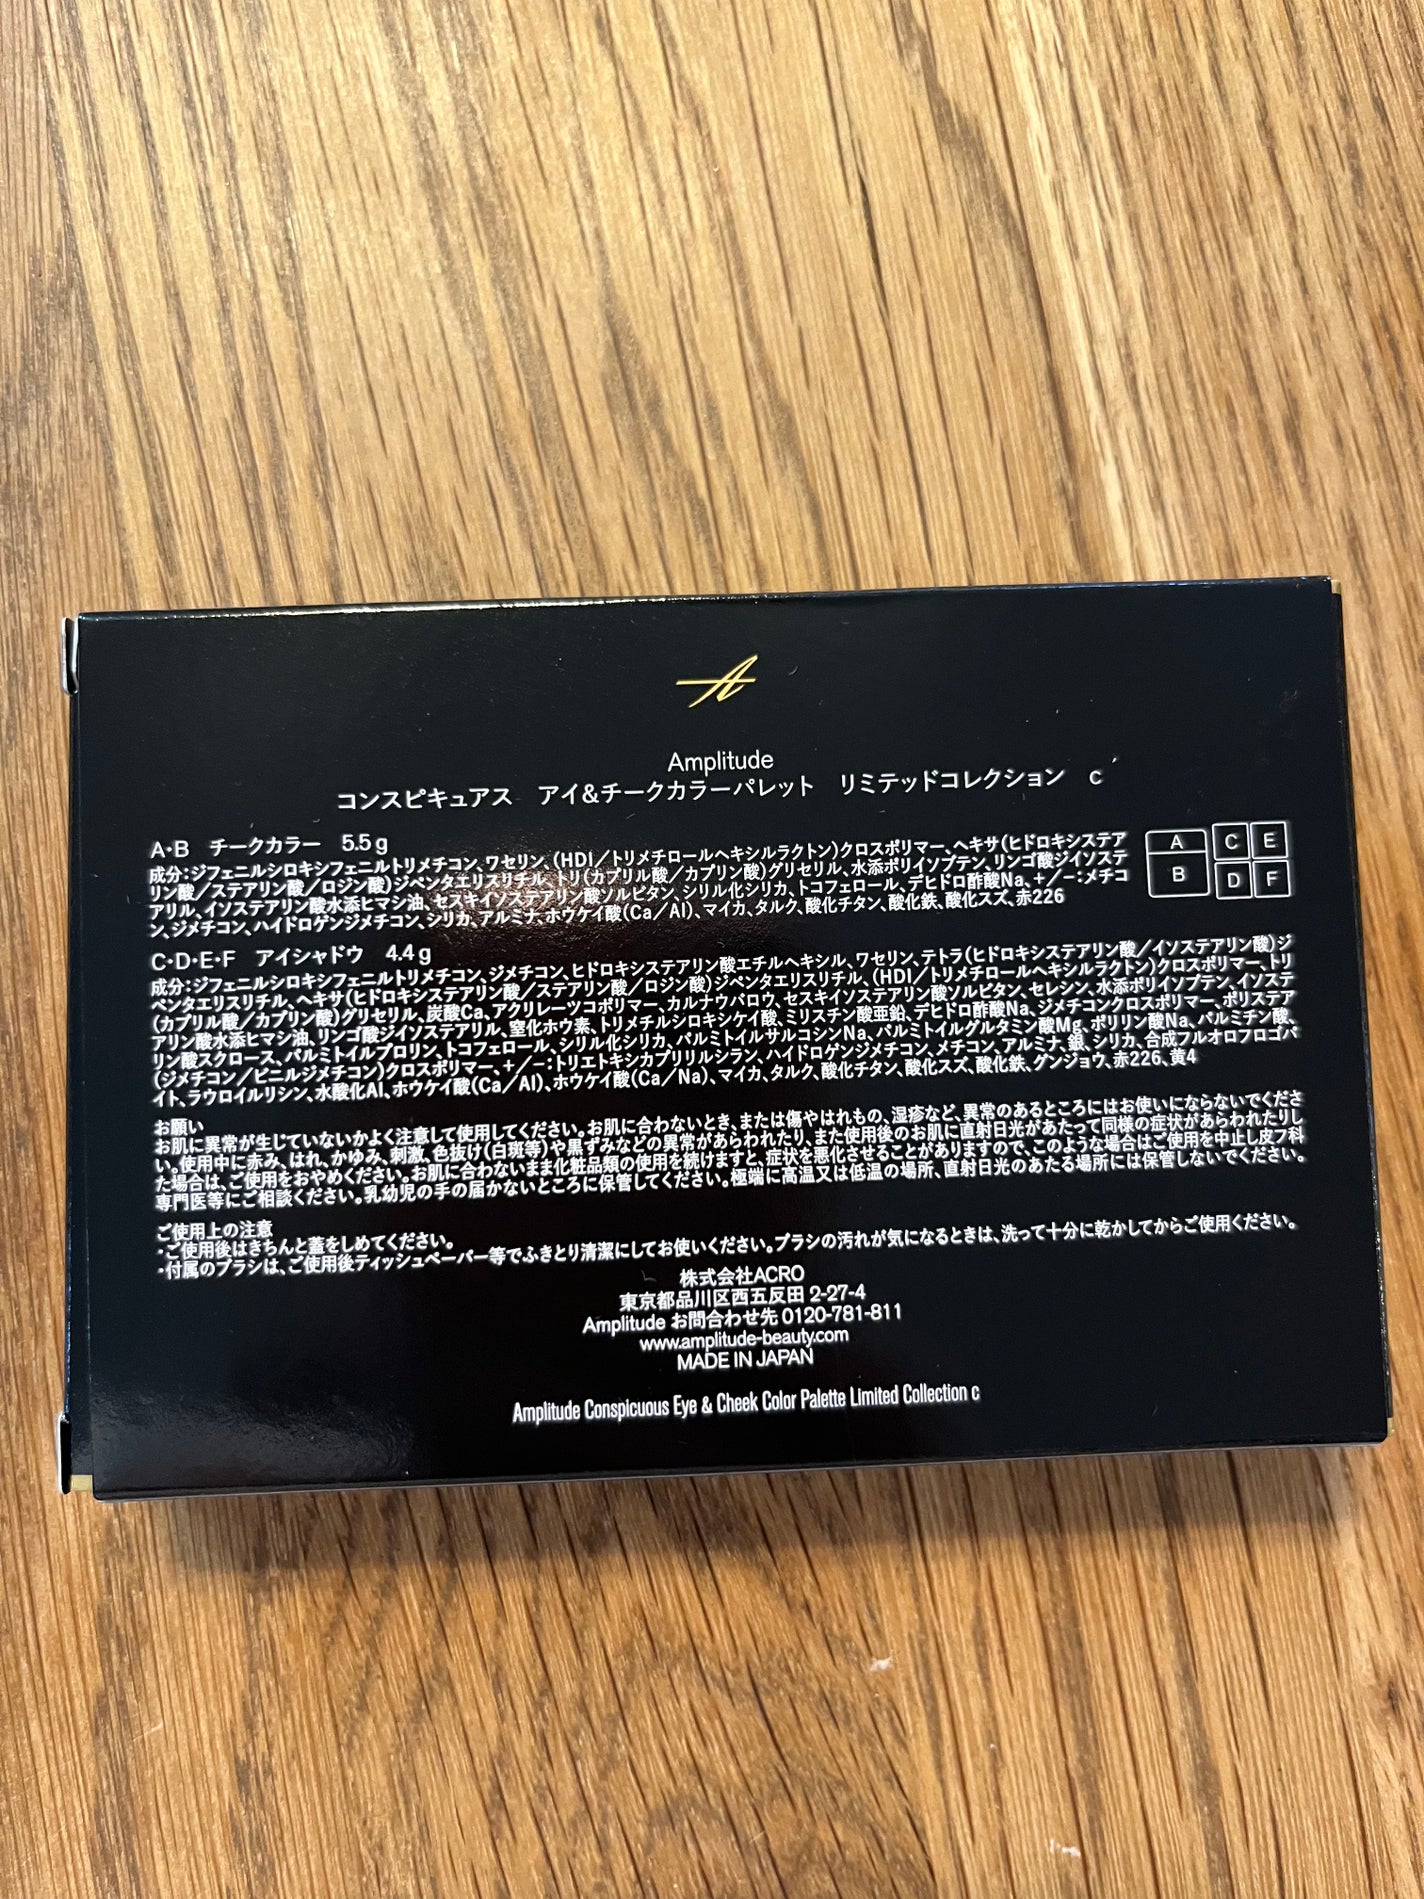 Amplitude
コンスピキュアス　アイ&チークカラーパレット　リミテッドコレクション　c
A・B　チークカラー　5.5g
成分:ジフェニルシロキシフェニルトリメチコン、ワセリン、(HDI/トリメチロールヘキシルラクトン)クロスポリマー、ヘキサ(ヒドロキシステア
リン酸/ステアリン酸/ロジン酸)ジペンタエリスリチル、トリ(カプリル酸/カプリン酸)グリセリル、水添ポリイソブテン、リンゴ酸ジイソステ
アリル、イソステアリン酸水添ヒマシ油、セスキイソステアリン酸ソルビタン、シリル化シリカ、トコフェロール、デヒドロ酢酸Na、+/−:メチコ
ン、ジメチコン、ハイドロゲンジメチコン、シリカ、アルミナ、ホウケイ酸(Ca/Al)、マイカ、タルク、酸化チタン、酸化鉄、酸化スズ、赤226
A
B
C
D
E
F
C・D・E・F　アイシャドウ　4.4g
成分:ジフェニルシロキシフェニルトリメチコン、ジメチコン、ヒドロキシステアリン酸エチルヘキシル、ワセリン、テトラ(ヒドロキシステアリン酸/イソステアリン酸)ジ
ペンタエリスリチル、ヘキサ(ヒドロキシステアリン酸/ステアリン酸/ロジン酸)ジペンタエリスリチル、(HDI/トリメチロールヘキシルラクトン)クロスポリマー、トリ
(カプリル酸/カプリン酸)グリセリル、炭酸Ca、アクリレーツコポリマー、カルナウバロウ、セスキイソステアリン酸ソルビタン、セレシン、水添ポリイソブテン、イソステ
アリン酸水添ヒマシ油、リンゴ酸ジイソステアリル、窒化ホウ素、トリメチルシロキシケイ酸、ミリスチン酸亜鉛、デヒドロ酢酸Na、ジメチコンクロスポリマー、ポリステア
リン酸スクロース、パルミトイルプロリン、トコフェロール、シリル化シリカ、パルミトイルサルコシンNa、パルミトイルグルタミン酸Mg、ポリリン酸Na、パルミチン酸、
(ジメチコン/ビニルジメチコン)クロスポリマー、+/−:トリエトキシカプリリルシラン、ハイドロゲンジメチコン、メチコン、アルミナ、銀、シリカ、合成フルオロフロゴパ
イト、ラウロイルリシン、水酸化Al、ホウケイ酸(Ca/Al)、ホウケイ酸(Ca/Na)、マイカ、タルク、酸化チタン、酸化スズ、酸化鉄、グンジョウ、赤226、黄4
お願い
お肌に異常が生じていないかよく注意して使用してください。お肌に合わないとき、または傷やはれもの、湿疹など、異常のあるところにはお使いにならないでくださ
い。使用中に赤み、はれ、かゆみ、刺激、色抜け(白斑等)や黒ずみなどの異常があらわれたり、また使用後のお肌に直射日光があたって同様の症状があらわれたりし
た場合は、ご使用をおやめください。お肌に合わないまま化粧品類の使用を続けますと、症状を悪化させることがありますので、このような場合はご使用を中止し皮フ科
専門医等にご相談ください。乳幼児の手の届かないところに保管してください。極端に高温又は低温の場所、直射日光のあたる場所には保管しないでください。
ご使用上の注意
・ご使用後はきちんと蓋をしめてください。
・付属のブラシは、ご使用後ティッシュペーパー等でふきとり清潔にしてお使いください。ブラシの汚れが気になるときは、洗って十分に乾かしてからご使用ください。
株式会社ACRO
東京都品川区西五反田 2-27-4
Amplitude お問合わせ先 0120-781-811
www.amplitude-beauty.com
MADE IN JAPAN
Amplitude Conspicuous Eye & Cheek Color Palette Limited Collection c